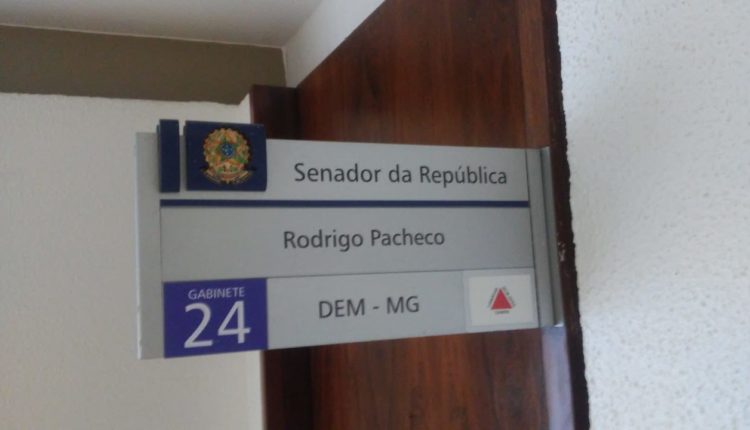 Senador da República
Rodrigo Pacheco
GABINETE
24
DEM - MG